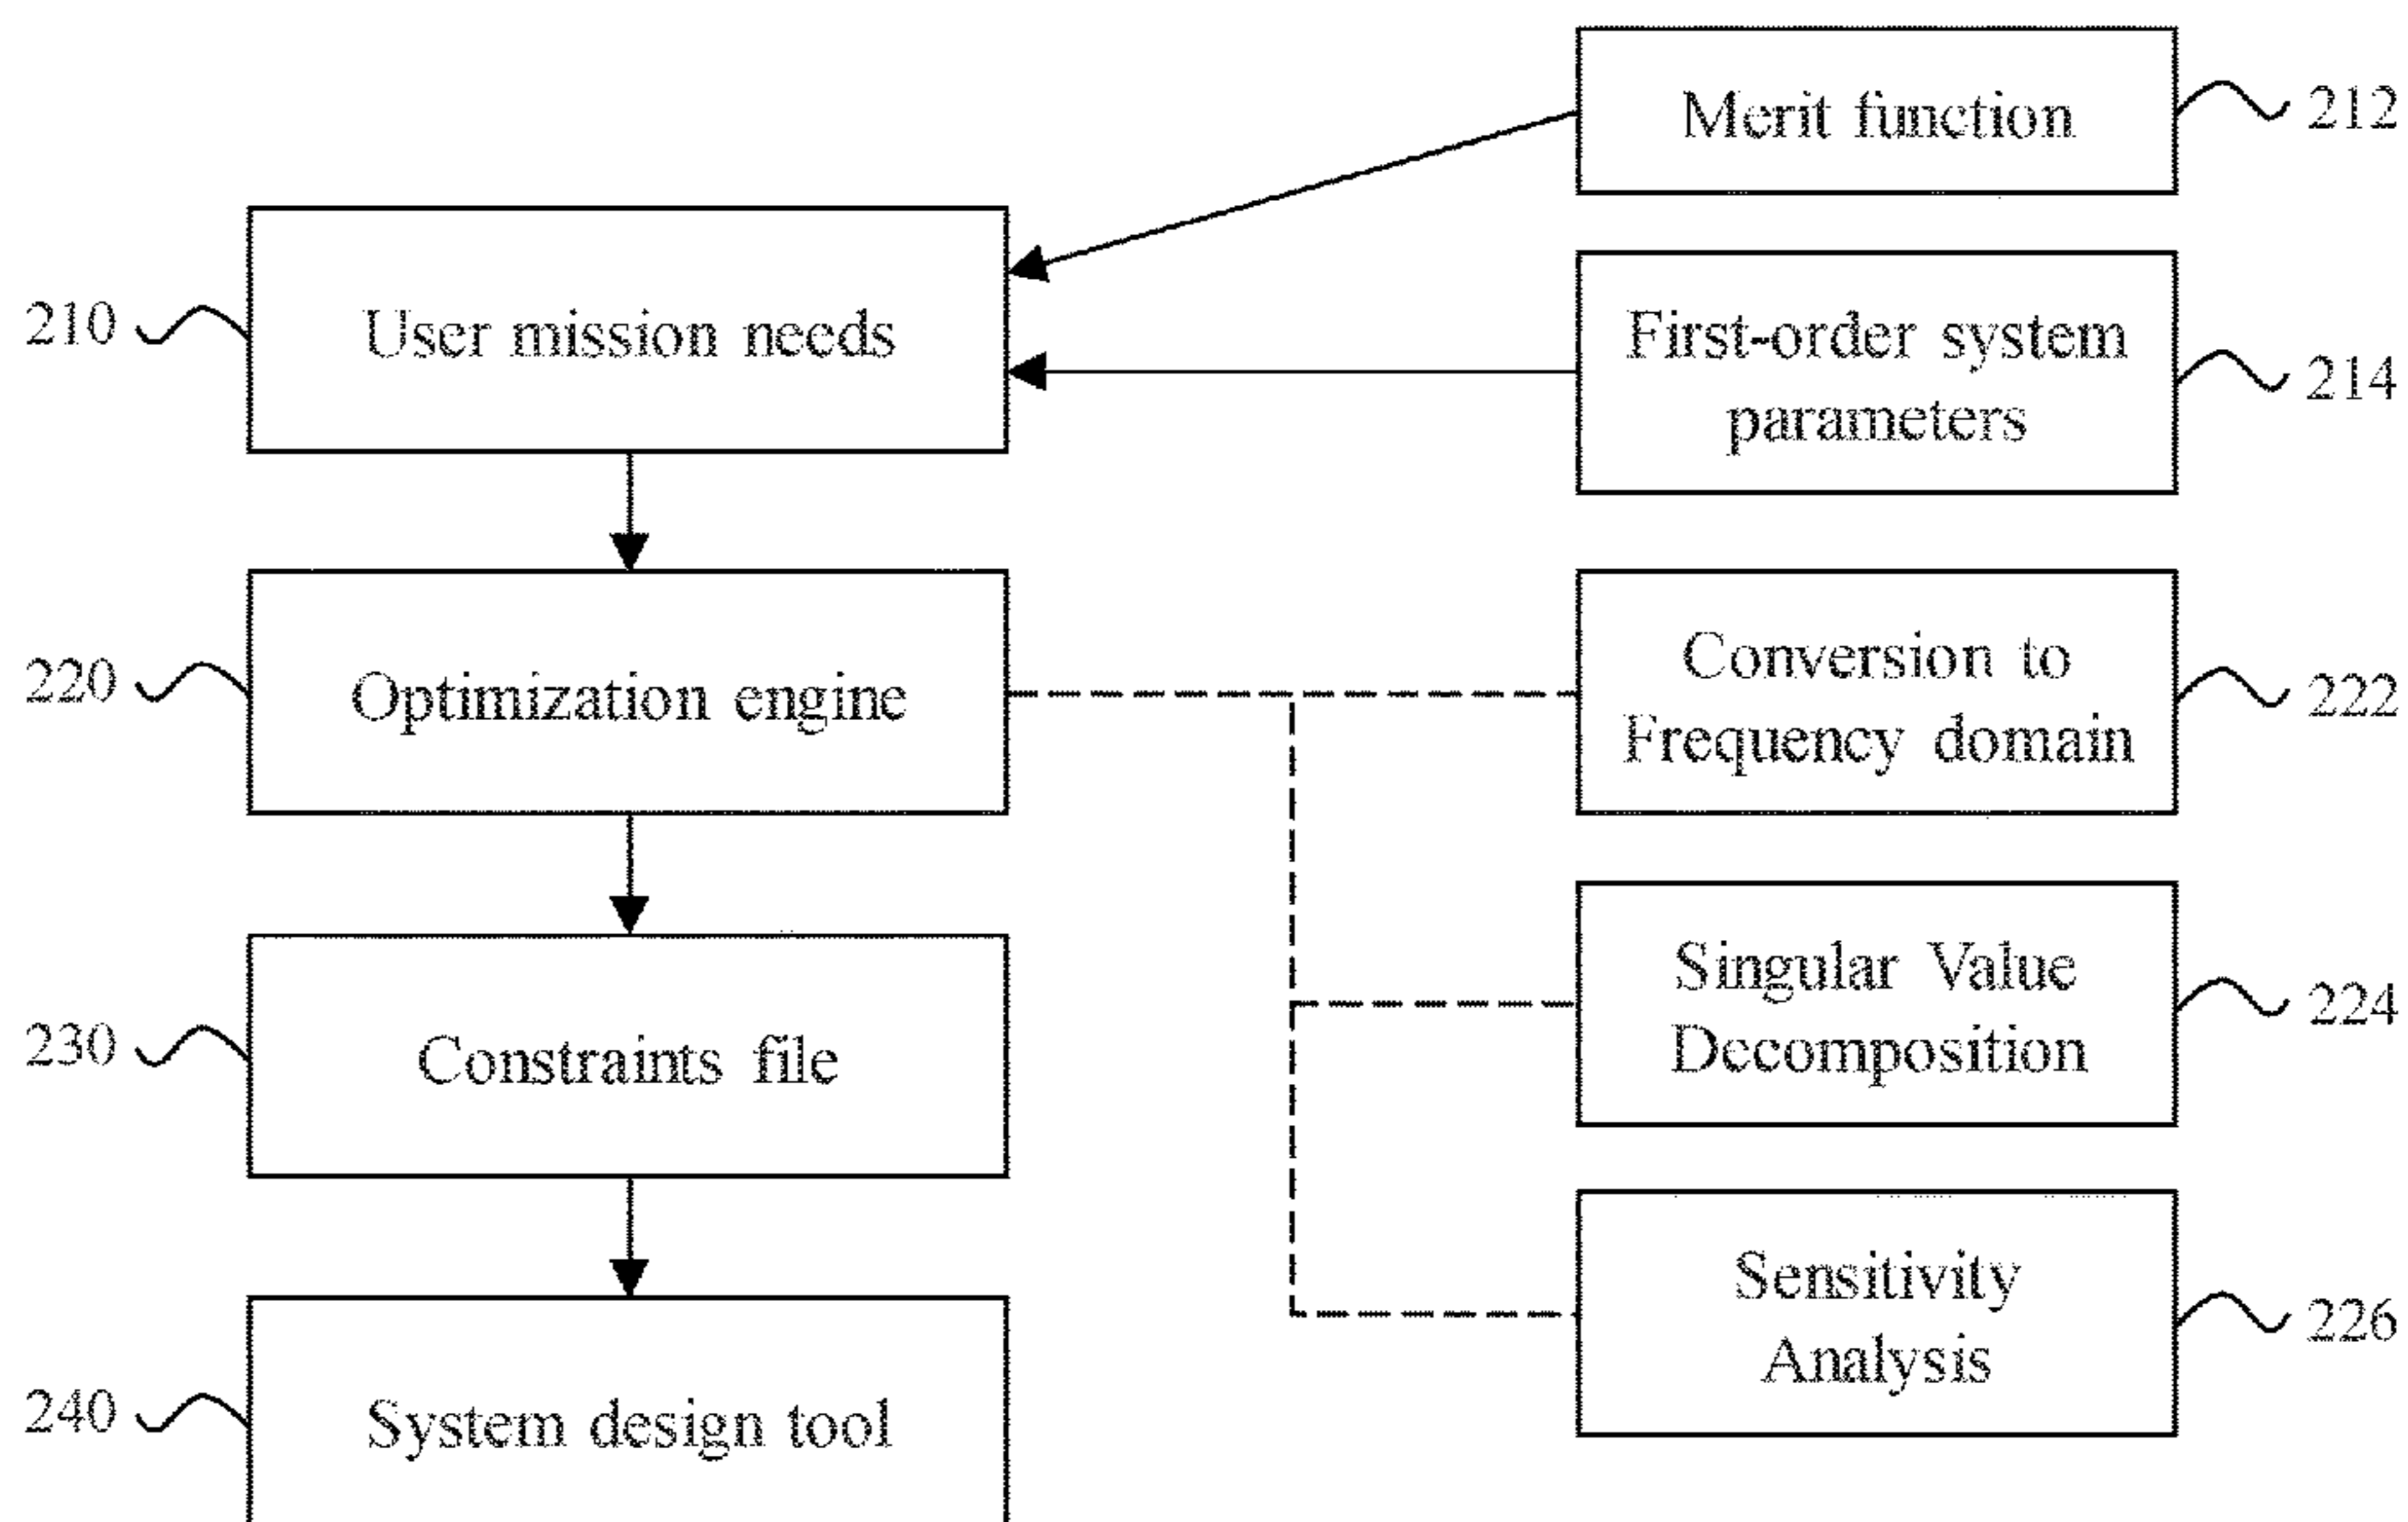 Merit function
212
210
User mission needs
First-order system
parameters
214
220
Optimization engine
Conversion to
Frequency domain
222
230
Constraints file
Singular Value
Decomposition
224
240
System design tool
Sensitivity
Analysis
226